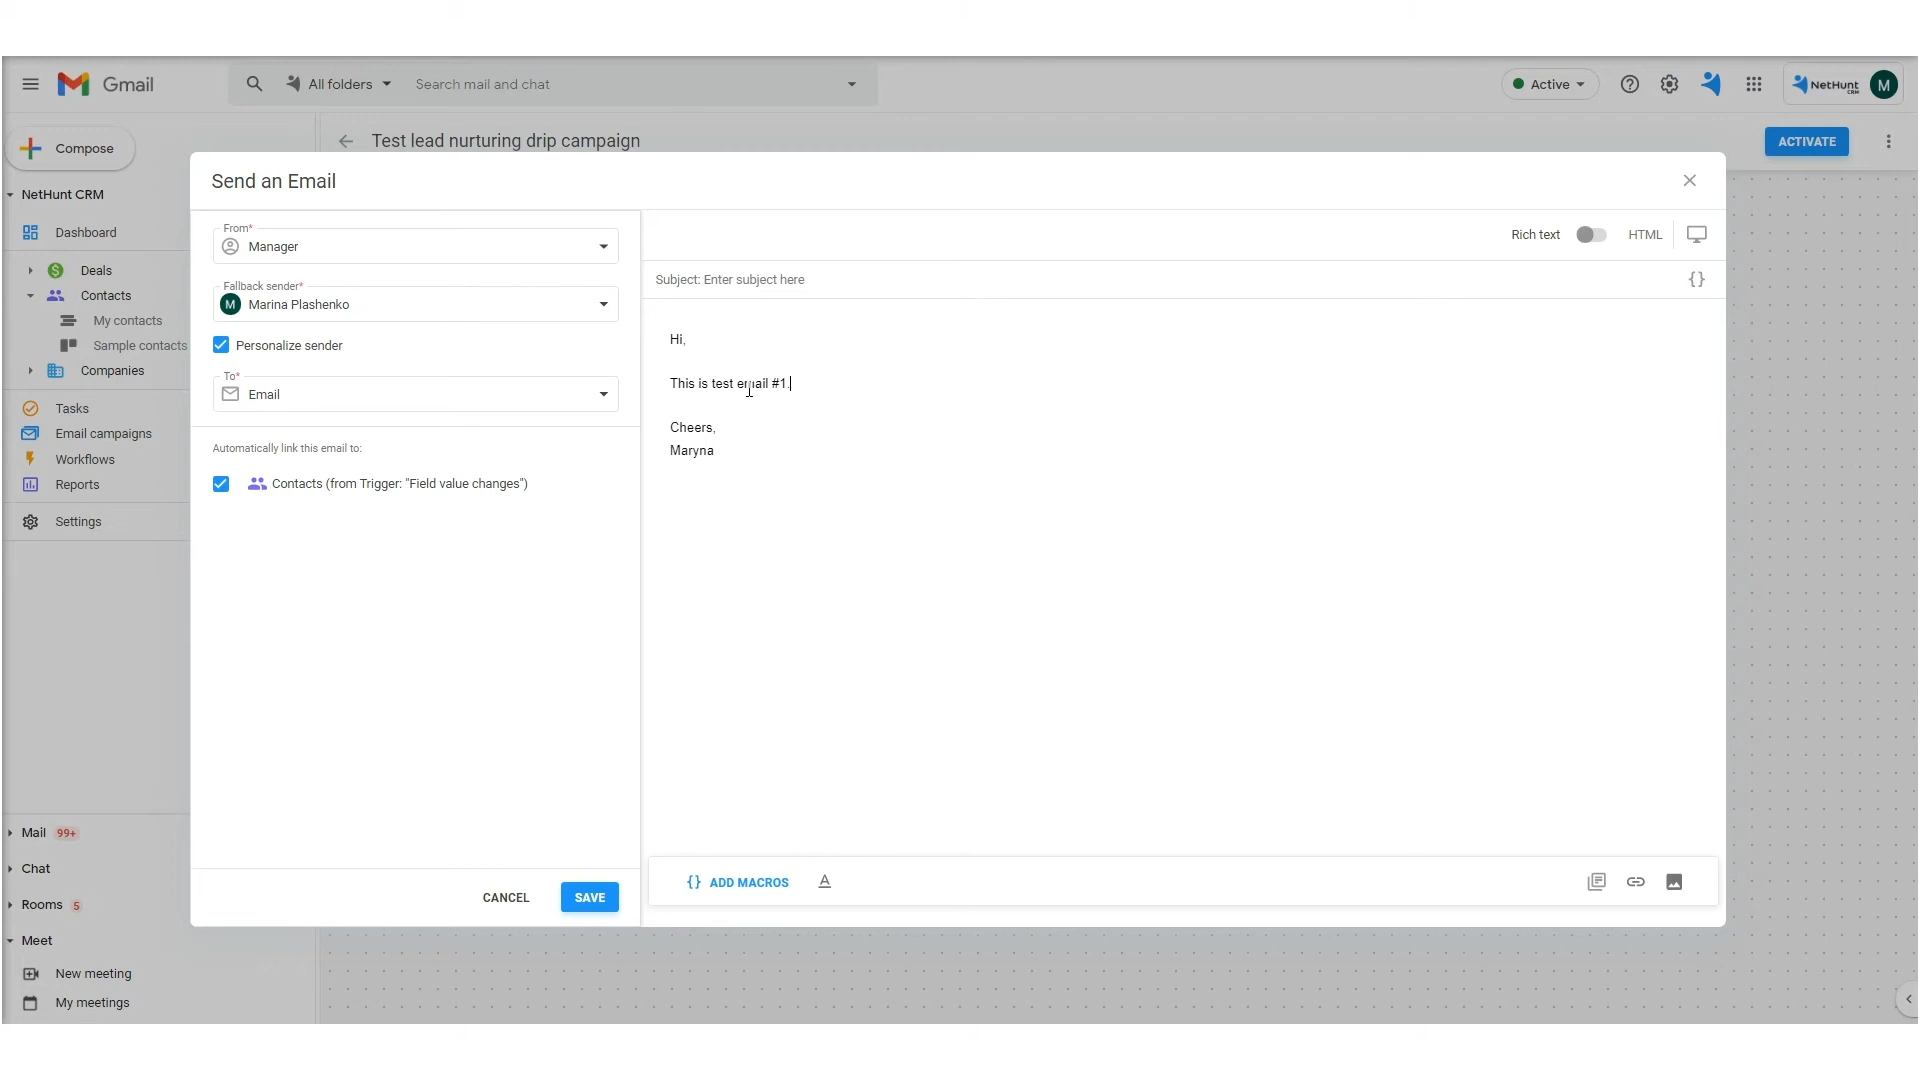 Gmail
All folders
Search mail and chat
Active
NetHunt
CRM
M
Compose
Test lead nurturing drip campaign
ACTIVATE
NetHunt CRM
Dashboard
Deals
Contacts
My contacts
Sample contacts
Companies
Tasks
Email campaigns
Workflows
Reports
Settings
Mail 99+
Chat
Rooms 5
Meet
New meeting
My meetings
Send an Email
From*
Manager
Fallback sender*
M Marina Plashenko
Personalize sender
To*
Email
Automatically link this email to:
Contacts (from Trigger: "Field value changes")
CANCEL
SAVE
Rich text
HTML
Subject: Enter subject here
{}
Hi,
This is test email #1.
Cheers,
Maryna
{} ADD MACROS
A